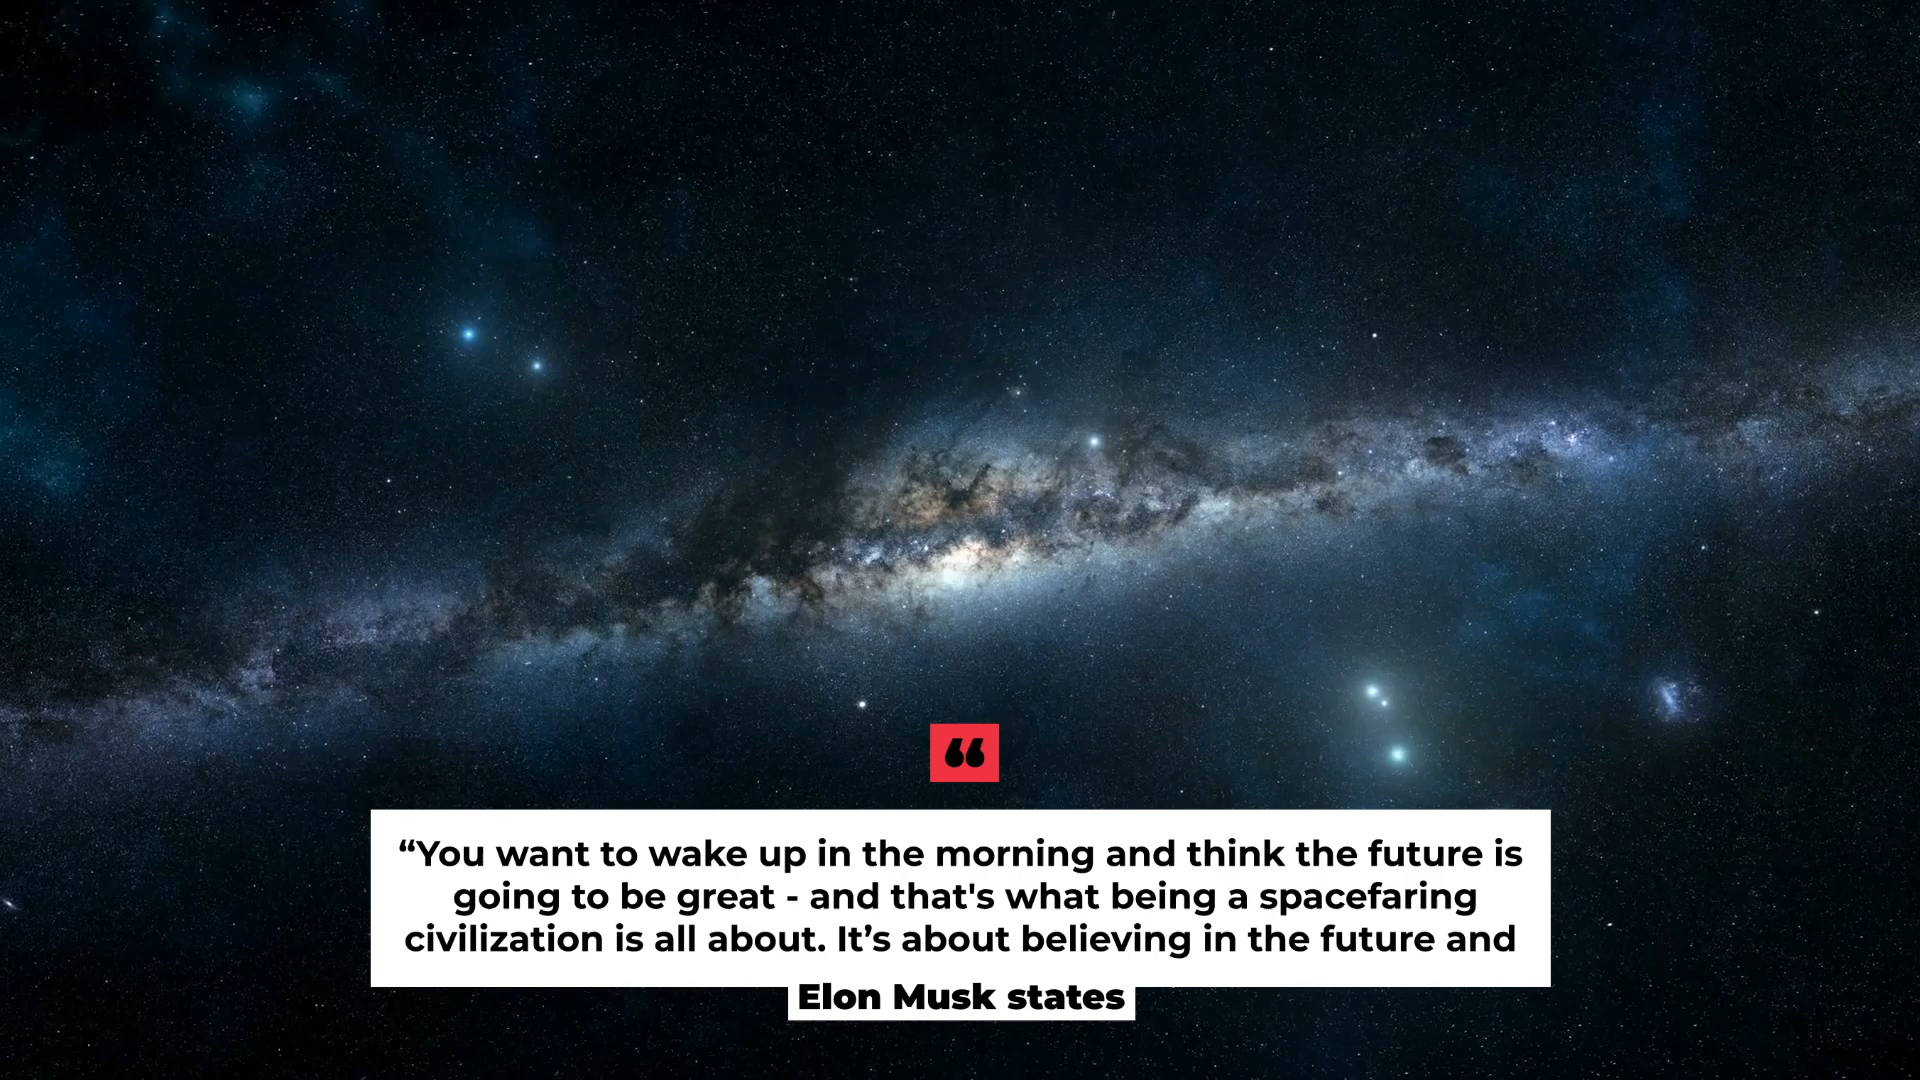 “You want to wake up in the morning and think the future is
going to be great - and that's what being a spacefaring
civilization is all about. It’s about believing in the future and
Elon Musk states